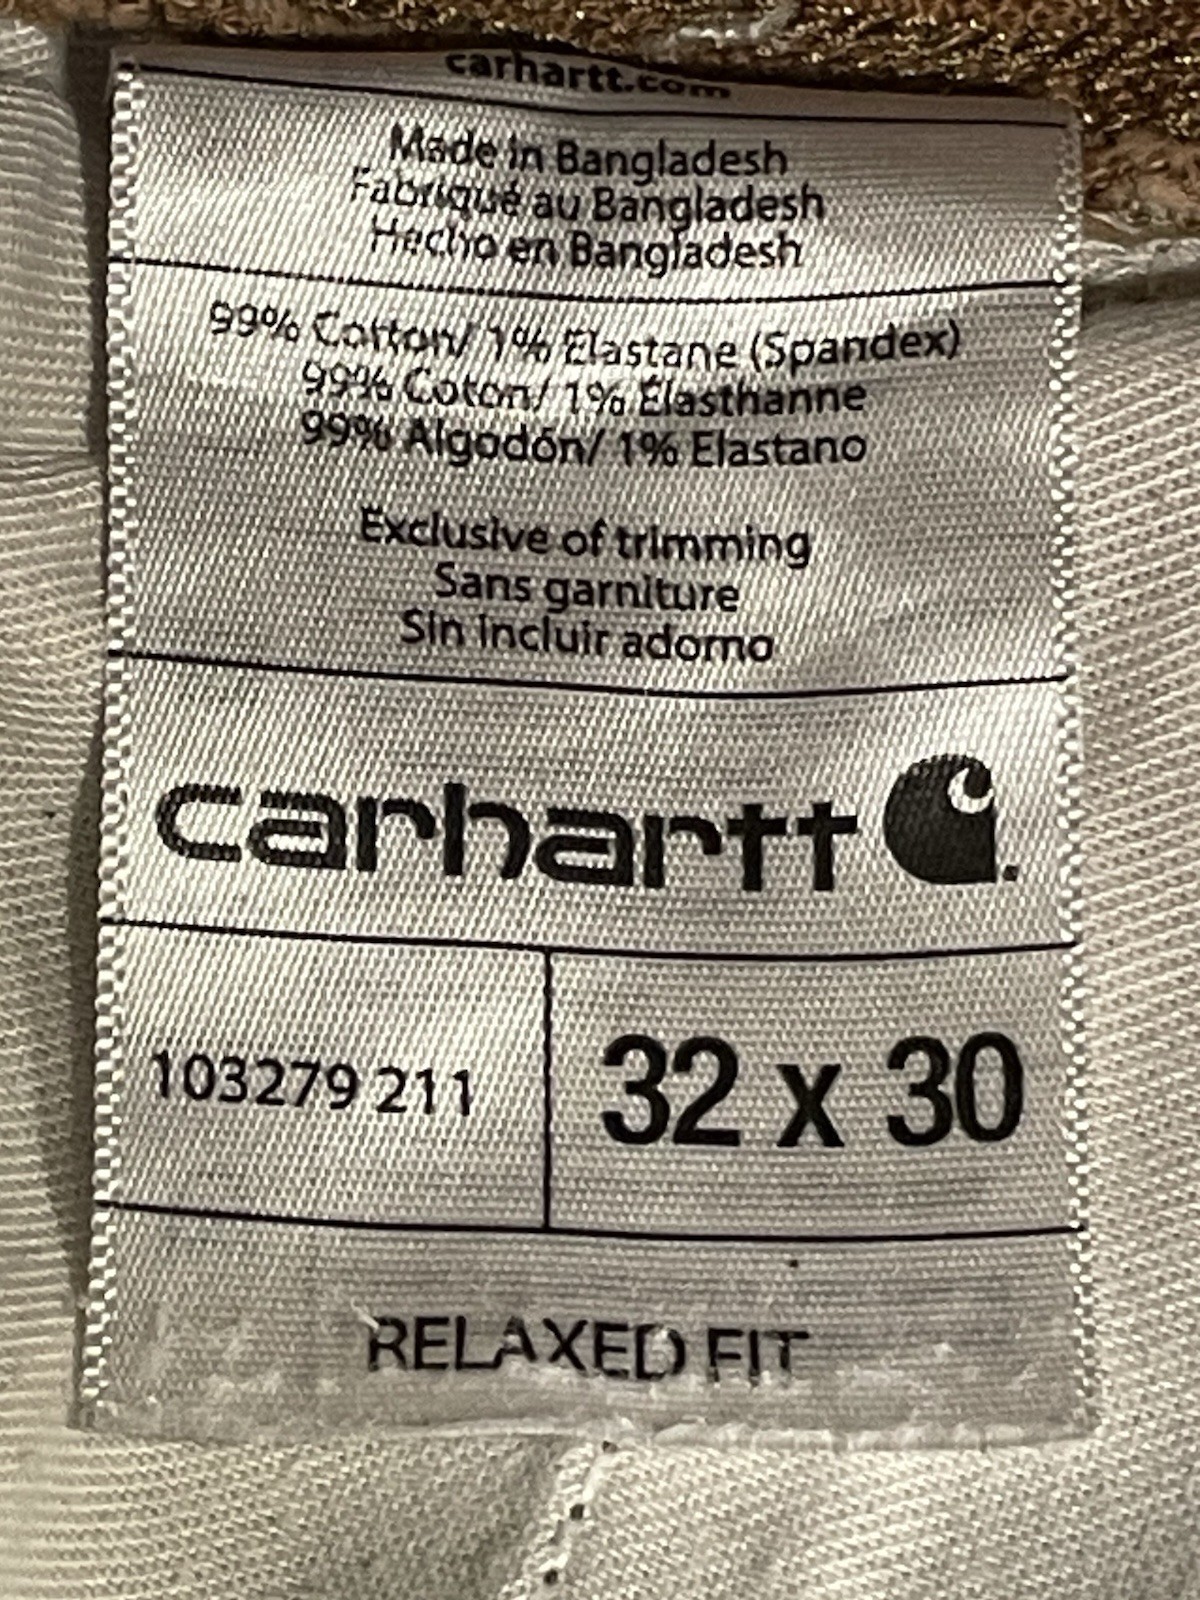 carhartt.com
Made in Bangladesh
Fabriqué au Bangladesh
Hecho en Bangladesh
99% Cotton/ 1% Elastane (Spandex)
99% Coton/ 1% Élasthanne
99% Algodón/ 1% Elastano
Exclusive of trimming
Sans garniture
Sin incluir adorno
carhartt
103279 211
32 x 30
RELAXED FIT